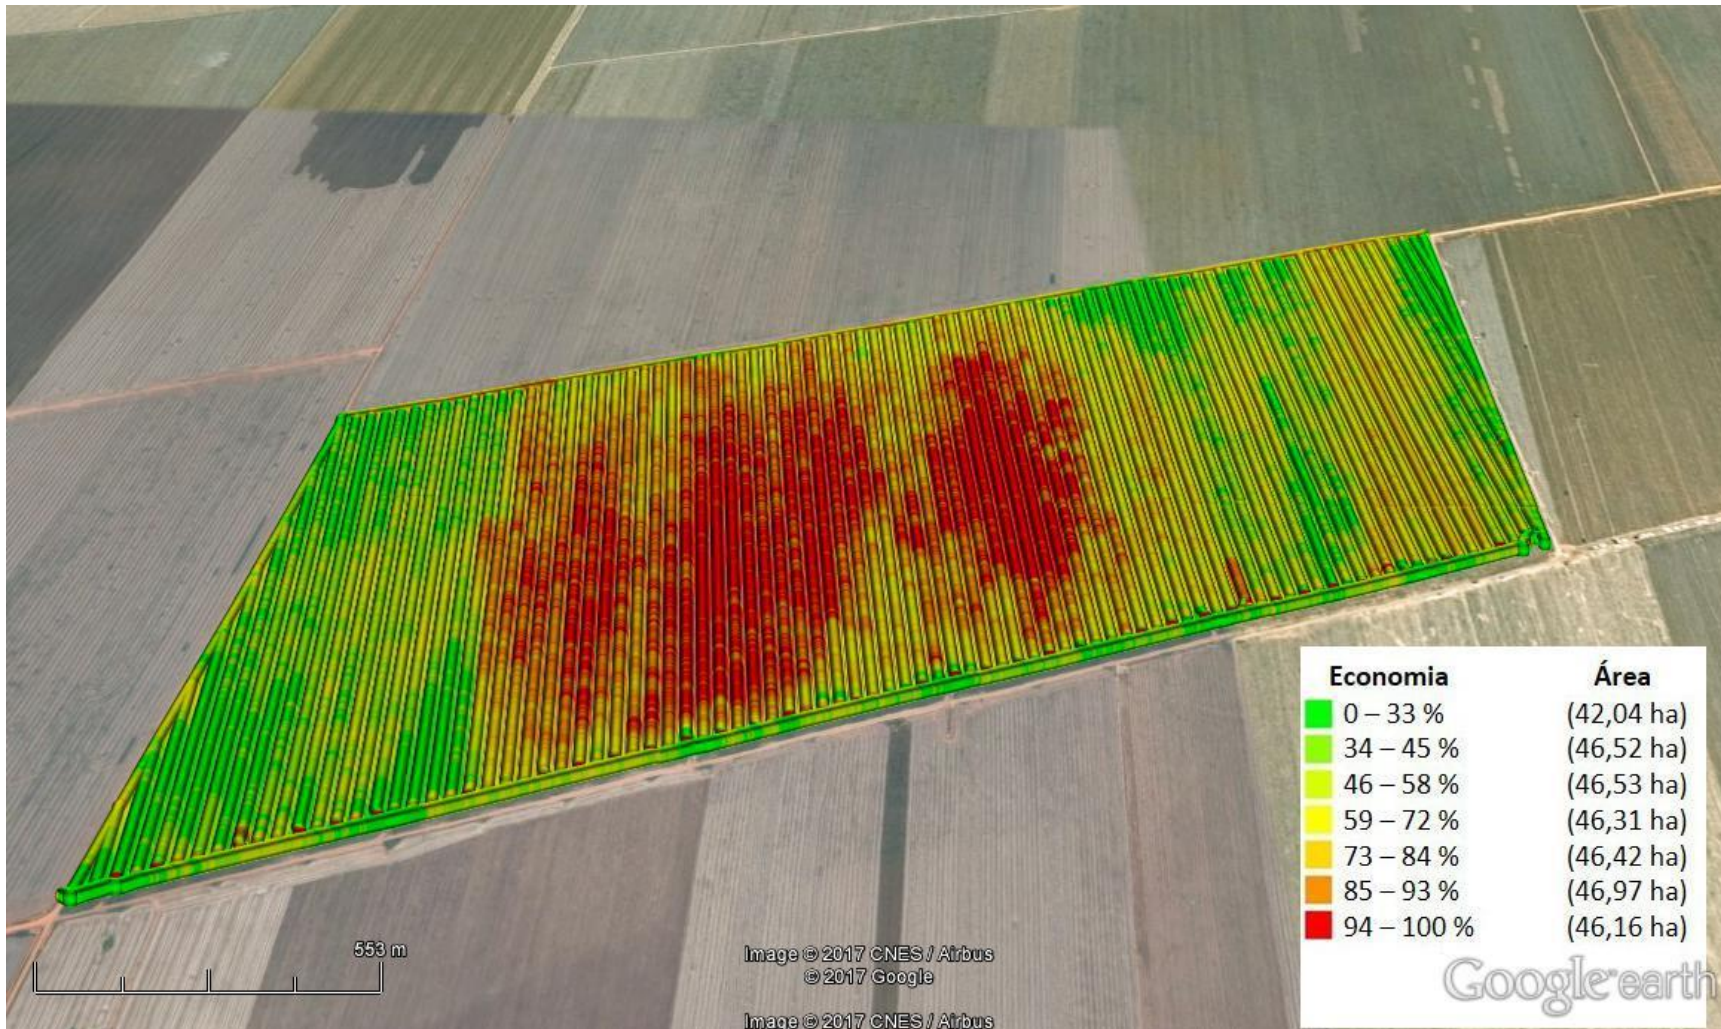 Economia Área
0 – 33 % (42,04 ha)
34 – 45 % (46,52 ha)
46 – 58 % (46,53 ha)
59 – 72 % (46,31 ha)
73 – 84 % (46,42 ha)
85 – 93 % (46,97 ha)
94 – 100 % (46,16 ha)
553 m
Image © 2017 CNES / Airbus
© 2017 Google
Google earth
Image © 2017 CNES / Airbus